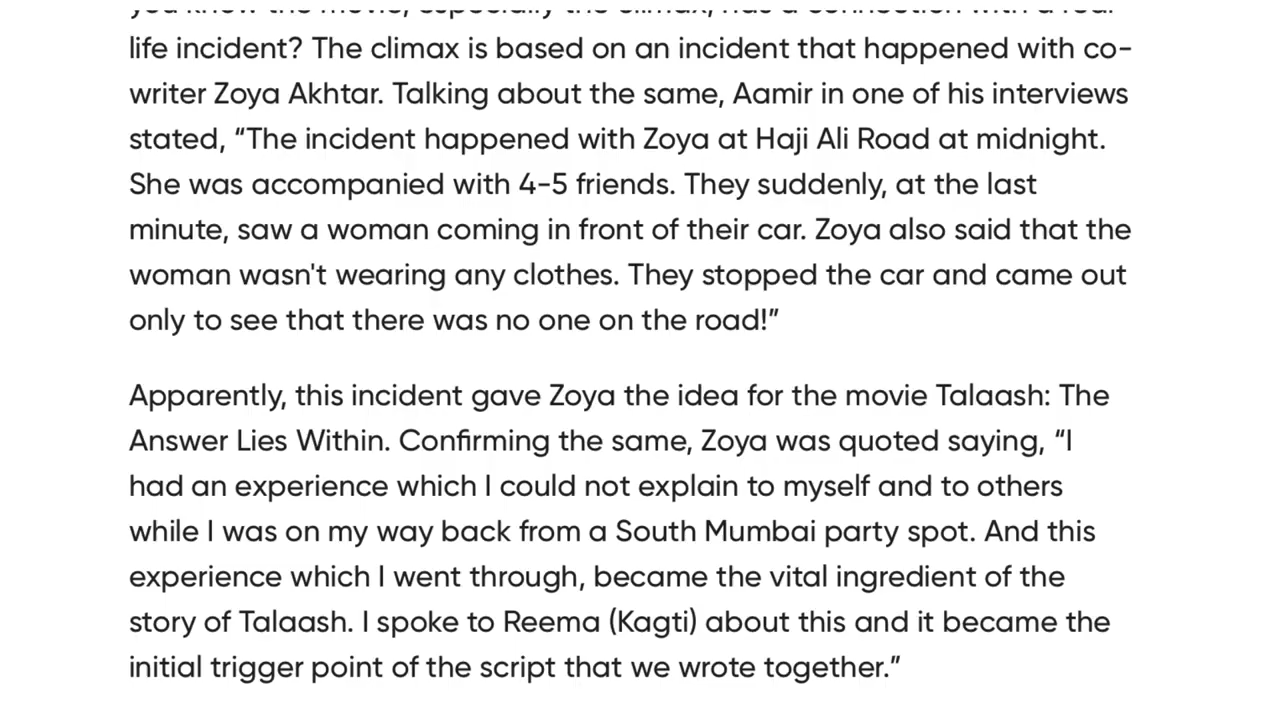 life incident? The climax is based on an incident that happened with co-
writer Zoya Akhtar. Talking about the same, Aamir in one of his interviews
stated, “The incident happened with Zoya at Haji Ali Road at midnight.
She was accompanied with 4-5 friends. They suddenly, at the last
minute, saw a woman coming in front of their car. Zoya also said that the
woman wasn't wearing any clothes. They stopped the car and came out
only to see that there was no one on the road!”
Apparently, this incident gave Zoya the idea for the movie Talaash: The
Answer Lies Within. Confirming the same, Zoya was quoted saying, “I
had an experience which I could not explain to myself and to others
while I was on my way back from a South Mumbai party spot. And this
experience which I went through, became the vital ingredient of the
story of Talaash. I spoke to Reema (Kagti) about this and it became the
initial trigger point of the script that we wrote together.”